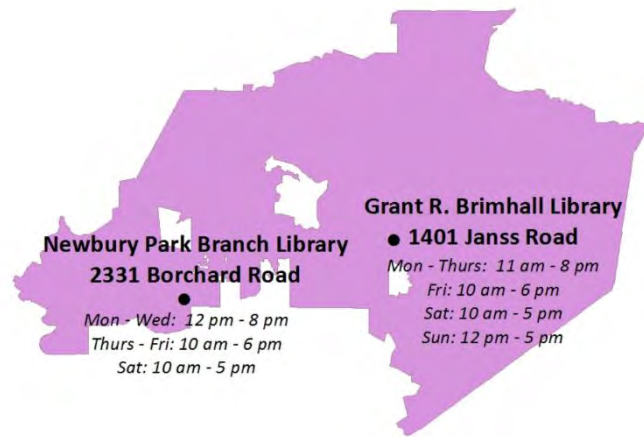 Grant R. Brimhall Library
1401 Janss Road
Mon - Thurs: 11 am - 8 pm
Fri: 10 am - 6 pm
Sat: 10 am - 5 pm
Sun: 12 pm - 5 pm
Newbury Park Branch Library
2331 Borchard Road
Mon - Wed: 12 pm - 8 pm
Thurs - Fri: 10 am - 6 pm
Sat: 10 am - 5 pm